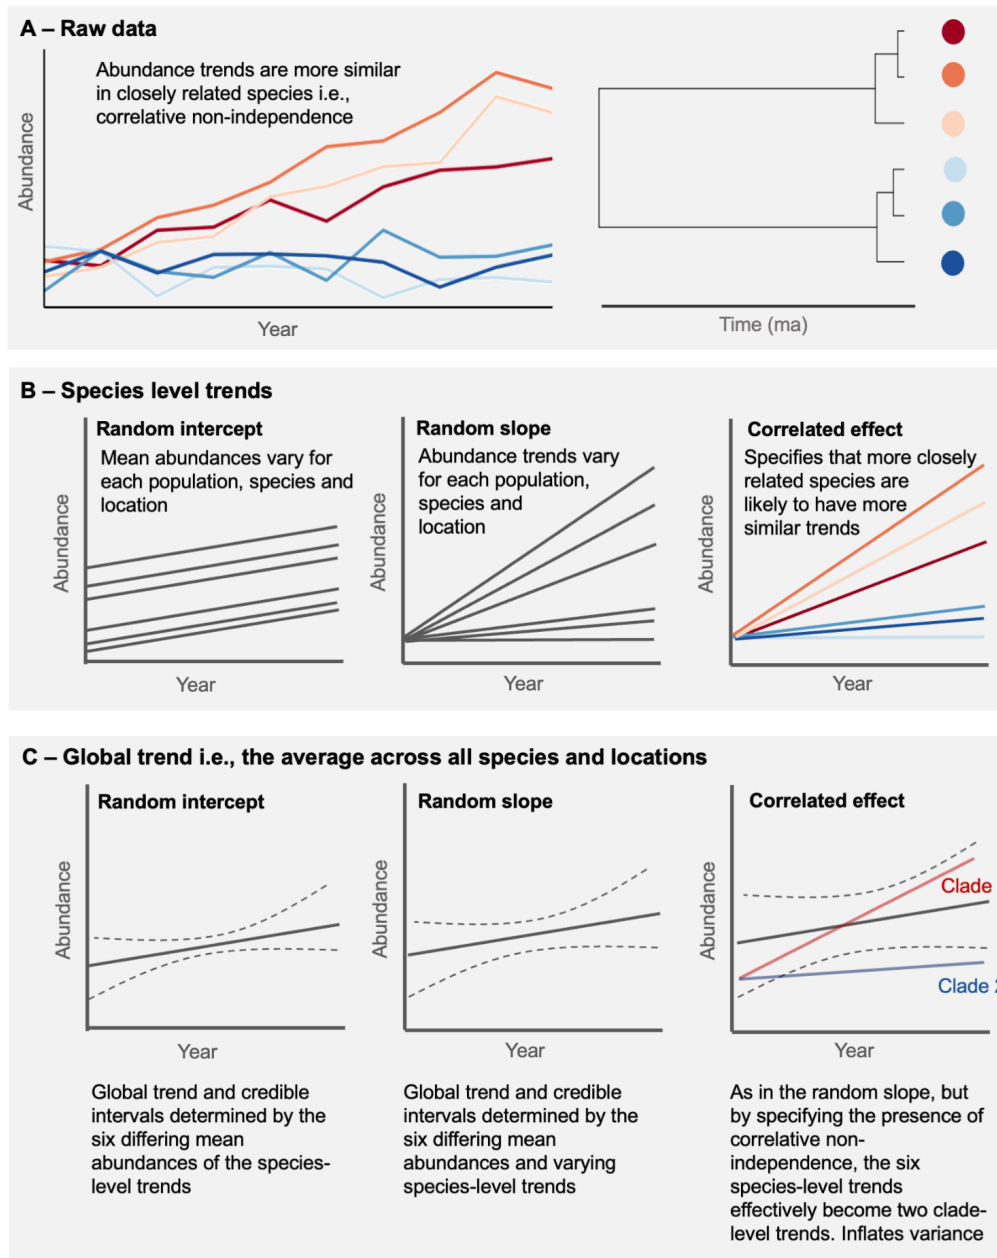 A – Raw data
Abundance trends are more similar
in closely related species i.e.,
correlative non-independence
Abundance
Year
Time (ma)
B – Species level trends
Random intercept
Mean abundances vary for
each population, species and
location
Abundance
Year
Random slope
Abundance trends vary
for each population,
species and
location
Abundance
Year
Correlated effect
Specifies that more closely
related species are
likely to have more
similar trends
Abundance
Year
C – Global trend i.e., the average across all species and locations
Random intercept
Abundance
Year
Global trend and credible
intervals determined by the
six differing mean
abundances of the species-
level trends
Random slope
Abundance
Year
Global trend and credible
intervals determined by the
six differing mean
abundances and varying
species-level trends
Correlated effect
Abundance
Clade
Clade 2
Year
As in the random slope, but
by specifying the presence of
correlative non-
independence, the six
species-level trends
effectively become two clade-
level trends. Inflates variance